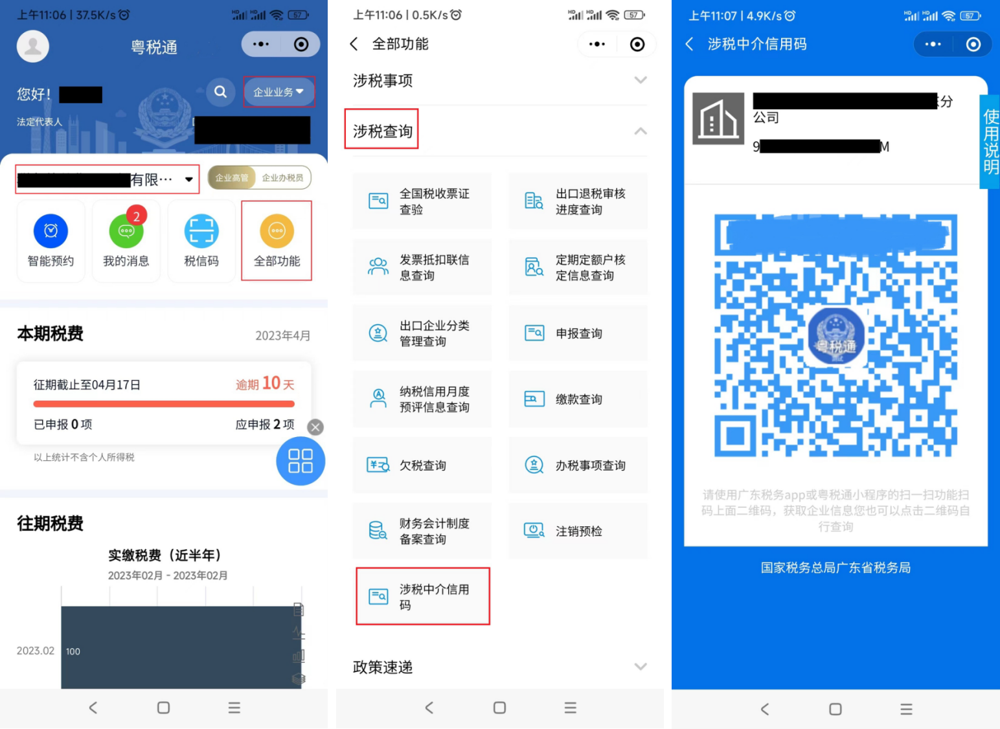 上午11:06 | 37.5K/s
57
粤税通
您好！
企业业务
法定代表人
有限…
企业高管
企业办税员
2
智能预约
我的消息
税信码
全部功能
本期税费
2023年4月
征期截止至04月17日
逾期 10 天
已申报 0 项
应申报 2 项
以上统计不含个人所得税
往期税费
实缴税费（近半年）
2023年02月 - 2023年02月
2023.02
100
上午11:06 | 0.5K/s
57
全部功能
涉税事项
涉税查询
全国税收票证
查验
出口退税审核
进度查询
发票抵扣联信
息查询
定期定额户核
定信息查询
出口企业分类
管理查询
申报查询
纳税信用月度
预评信息查询
缴款查询
欠税查询
办税事项查询
财务会计制度
备案查询
注销预检
涉税中介信用
码
政策速递
上午11:07 | 4.9K/s
57
涉税中介信用码
分
公司
9
M
使用说明
粤税通
请使用广东税务app或粤税通小程序的扫一扫功能扫
码上面二维码，获取企业信息您也可以点击二维码自
行查询
国家税务总局广东省税务局